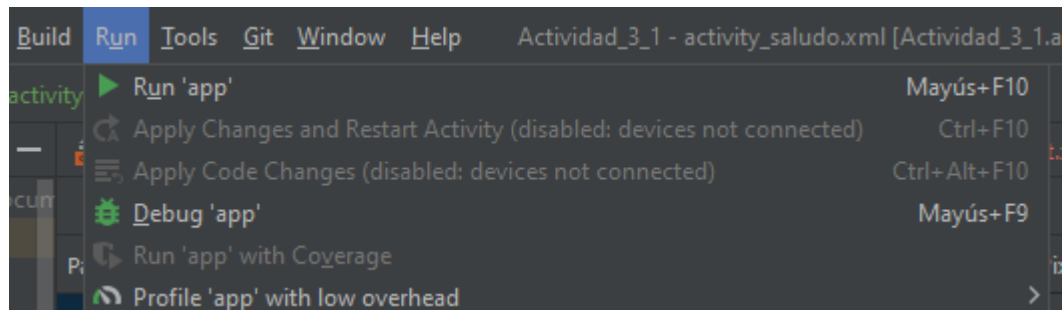 Build Run Tools Git Window Help Actividad_3_1 - activity_saludo.xml [Actividad_3_1.a
activity Run 'app' Mayús+F10
Apply Changes and Restart Activity (disabled: devices not connected) Ctrl+F10
Apply Code Changes (disabled: devices not connected) Ctrl+Alt+F10
ocum Debug 'app' Mayús+F9
Run 'app' with Coverage
Profile 'app' with low overhead